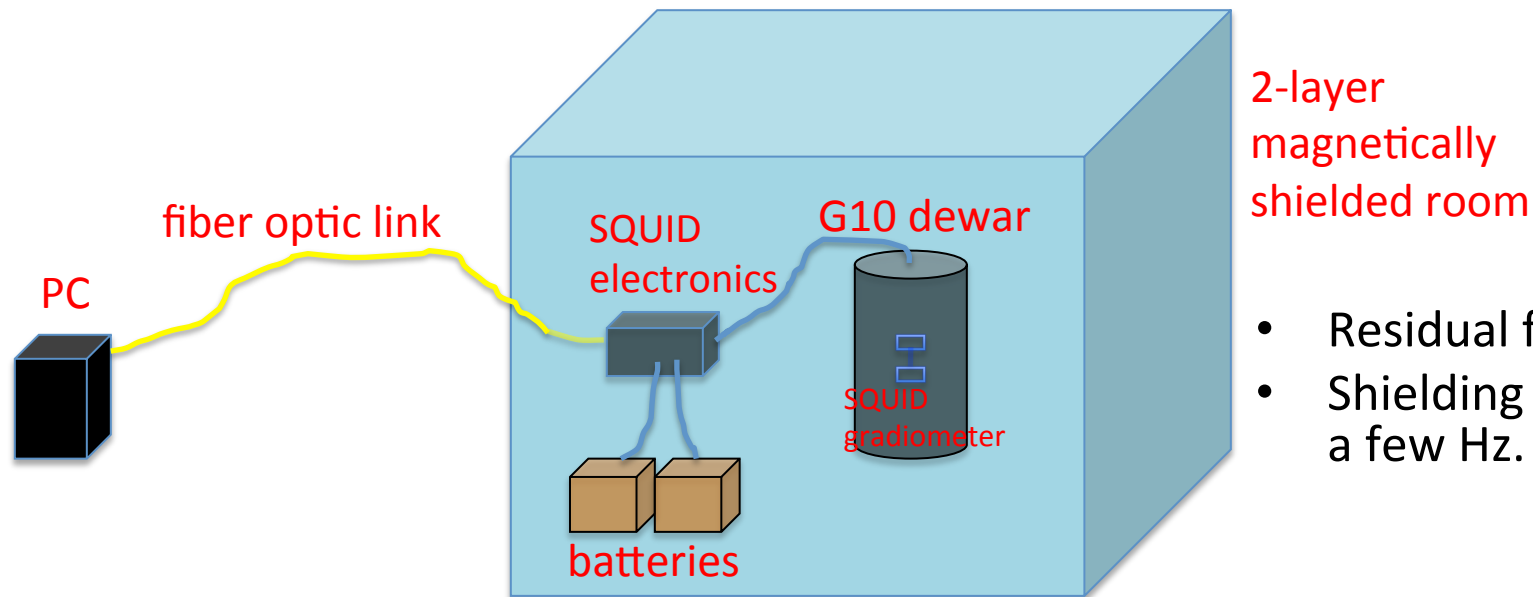 2-layer
magnetically
shielded room
fiber optic link
SQUID
electronics
G10 dewar
PC
SQUID
gradiometer
batteries
• Residual
• Shielding
a few Hz.